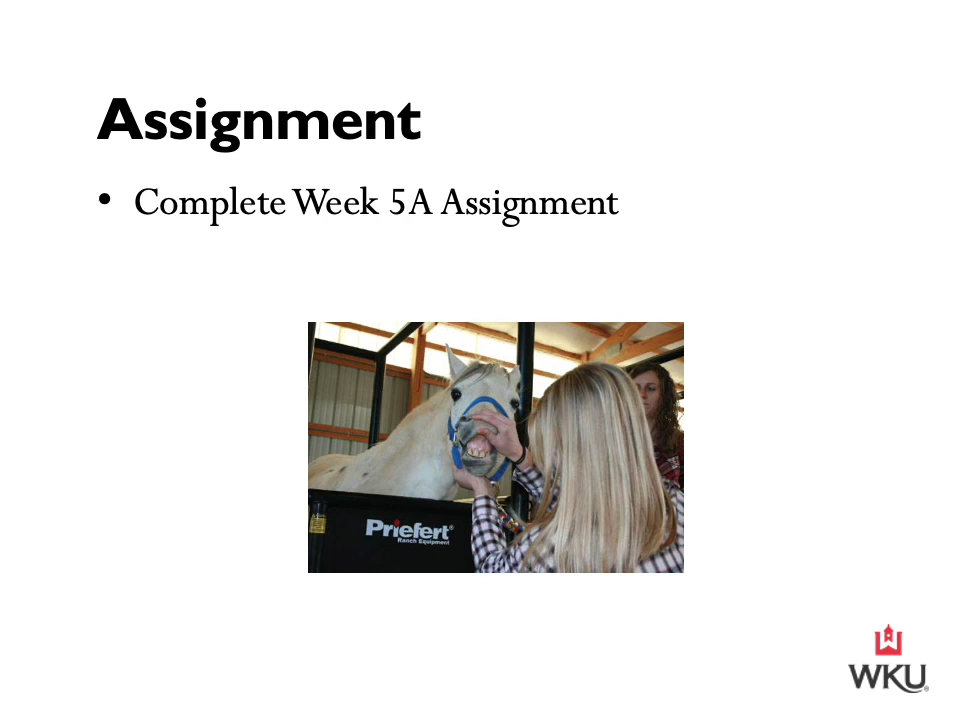 Assignment
• Complete Week 5A Assignment
Priefert®
Ranch Equipment
WKU®